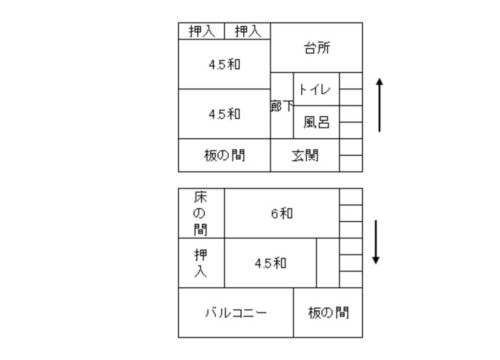 押入 押入
台所
4.5和
トイレ
4.5和
廊下
風呂
板の間
玄関
床の間
6和
押入
4.5和
バルコニー
板の間